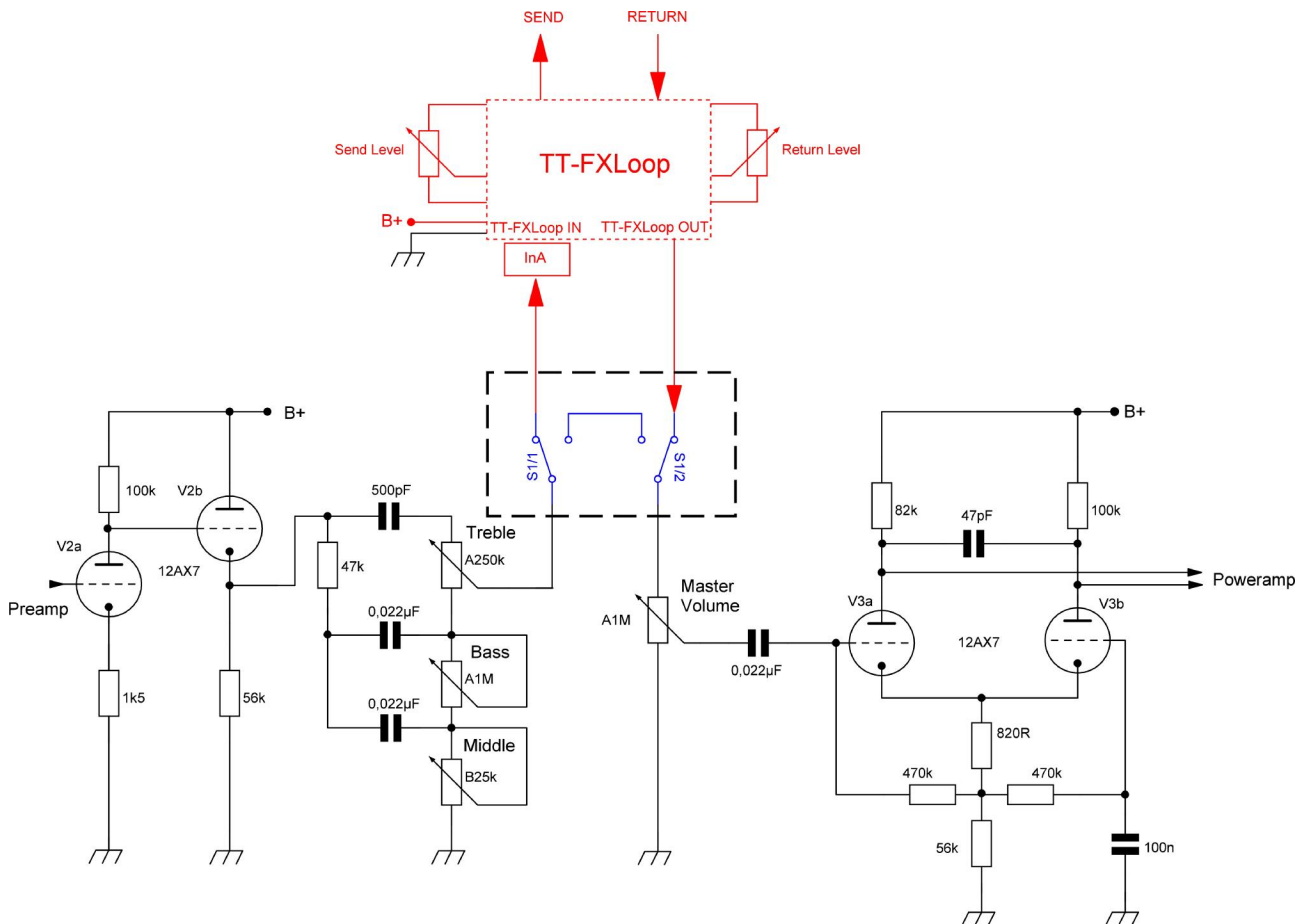 SEND
RETURN
Send Level
TT-FXLoop
Return Level
B+
TT-FXLoop IN
TT-FXLoop OUT
InA
S1/1
S1/2
B+
100k
V2b
V2a
12AX7
Preamp
1k5
56k
500pF
Treble
A250k
47k
0,022µF
Bass
A1M
0,022µF
Middle
B25k
Master
Volume
A1M
0,022µF
B+
82k
47pF
100k
Poweramp
V3a
V3b
12AX7
820R
470k
470k
56k
100n